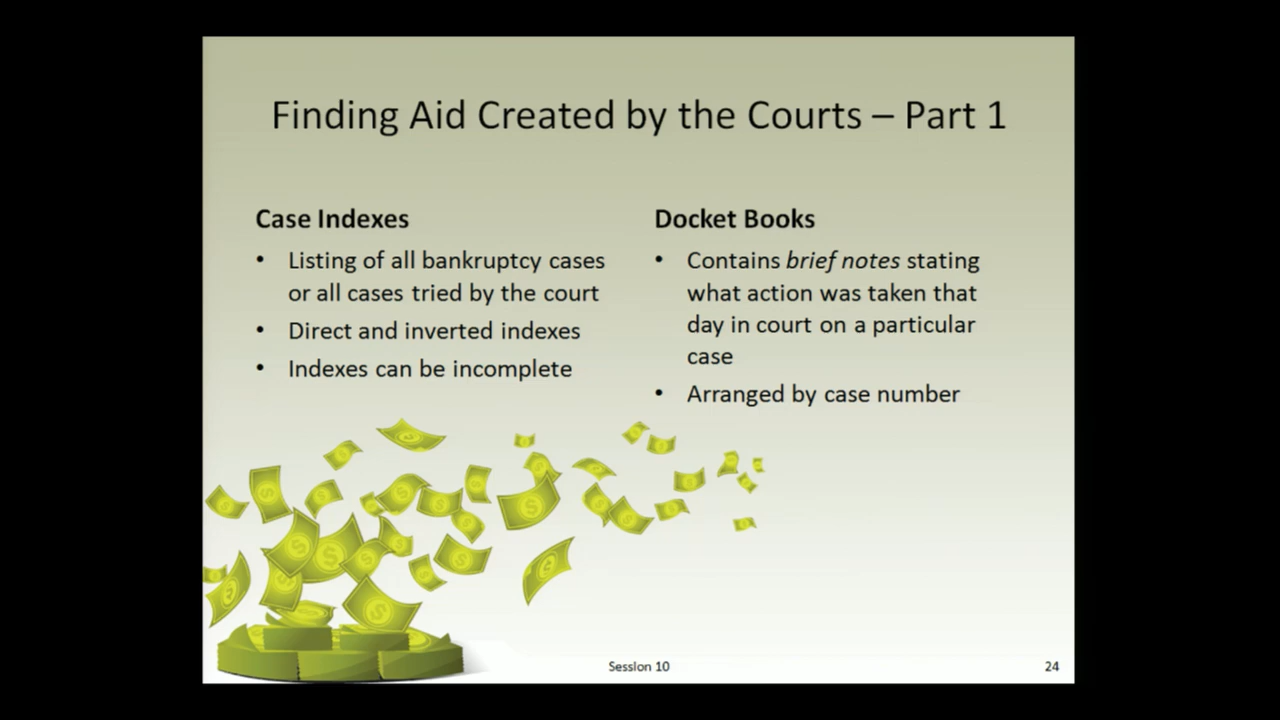 Finding Aid Created by the Courts – Part 1
Case Indexes
• Listing of all bankruptcy cases
or all cases tried by the court
• Direct and inverted indexes
• Indexes can be incomplete
Docket Books
• Contains brief notes stating
what action was taken that
day in court on a particular
case
• Arranged by case number
Session 10
24